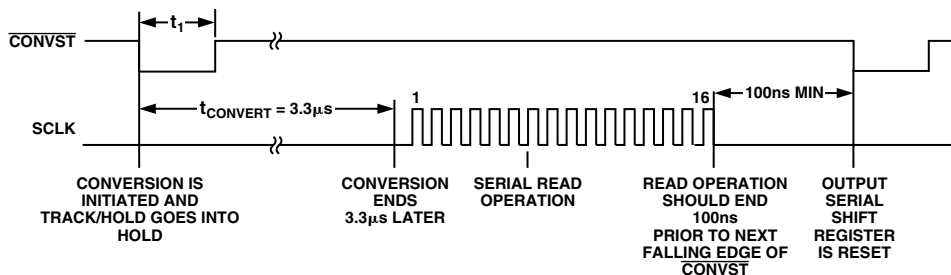 t1
CONVST
1
16
100ns MIN
tCONVERT = 3.3μs
SCLK
CONVERSION IS
INITIATED AND
TRACK/HOLD GOES INTO
HOLD
CONVERSION
ENDS
3.3μs LATER
SERIAL READ
OPERATION
READ OPERATION
SHOULD END
100ns
PRIOR TO NEXT
FALLING EDGE OF
CONVST
OUTPUT
SERIAL
SHIFT
REGISTER
IS RESET